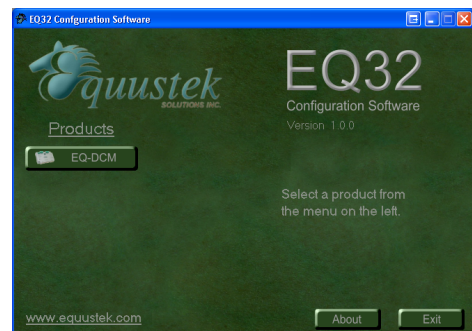 EQ32 Confguration Software
Equustek
SOLUTIONS INC.
EQ32
Configuration Software
Version 1.0.0
Products
EQ-DCM
Select a product from
the menu on the left.
www.equustek.com
About
Exit